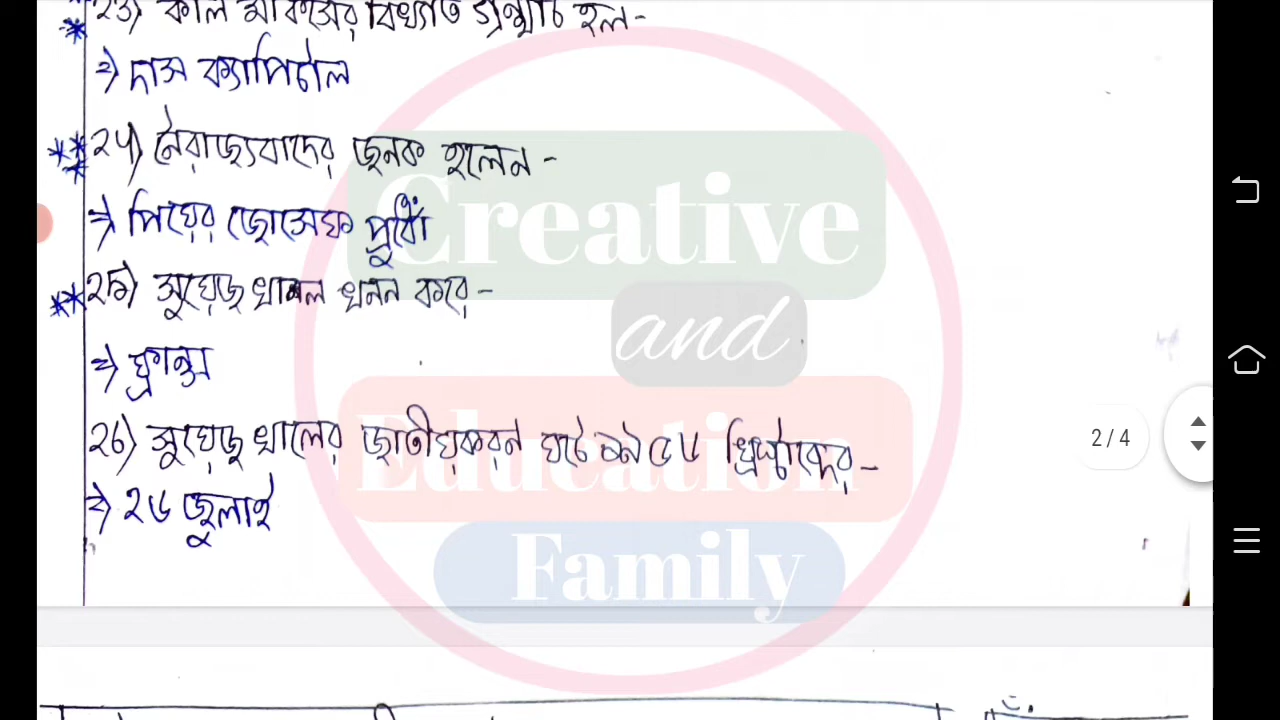 ২৩) কার্ল মার্কসের বিখ্যাত গ্রন্থটি হল-
⇒ দাস ক্যাপিটাল
২৪) নৈরাজ্যবাদের জনক হলেন -
⇒ পিয়ের জোসেফ প্রুধোঁ
২৫) সুয়েজ খাল খনন করে -
⇒ ফ্রান্স
২৬) সুয়েজ খালের জাতীয়করন ঘটে ১৯৫৬ খ্রিস্টাব্দের -
⇒ ২৬ জুলাই
Creative
and
Education
Family
2 / 4